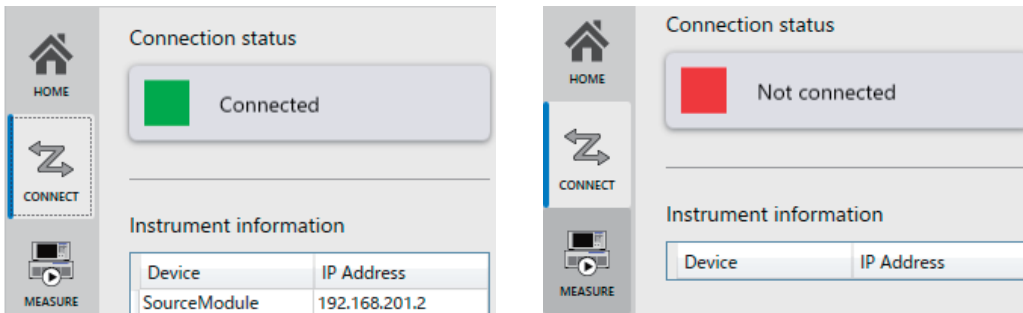 HOME
CONNECT
MEASURE
Connection status
Connected
Instrument information
Device IP Address
SourceModule 192.168.201.2
HOME
CONNECT
MEASURE
Connection status
Not connected
Instrument information
Device IP Address